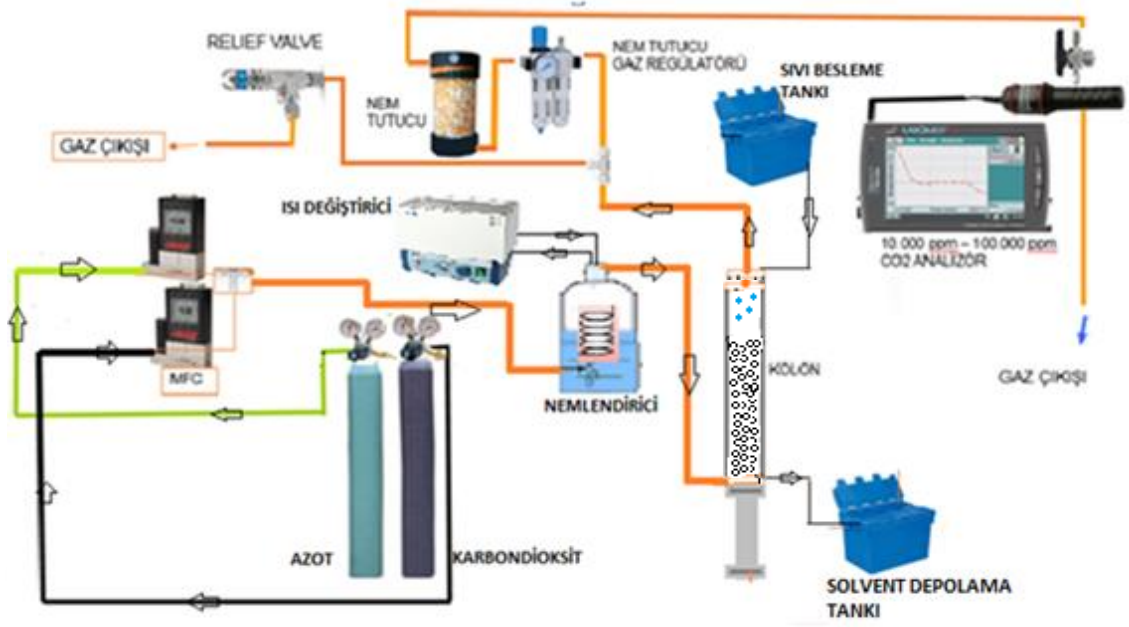 RELIEF VALVE
NEM TUTUCU
GAZ REGÜLATÖRÜ
SIVI BESLEME
TANKI
NEM
TUTUCU
GAZ ÇIKIŞI
ISI DEĞİŞTİRİCİ
10.000 ppm – 100.000 ppm
CO2 ANALİZÖR
MFC
KOLON
GAZ ÇIKIŞI
NEMLENDİRİCİ
AZOT
KARBONDİOKSİT
SOLVENT DEPOLAMA
TANKI